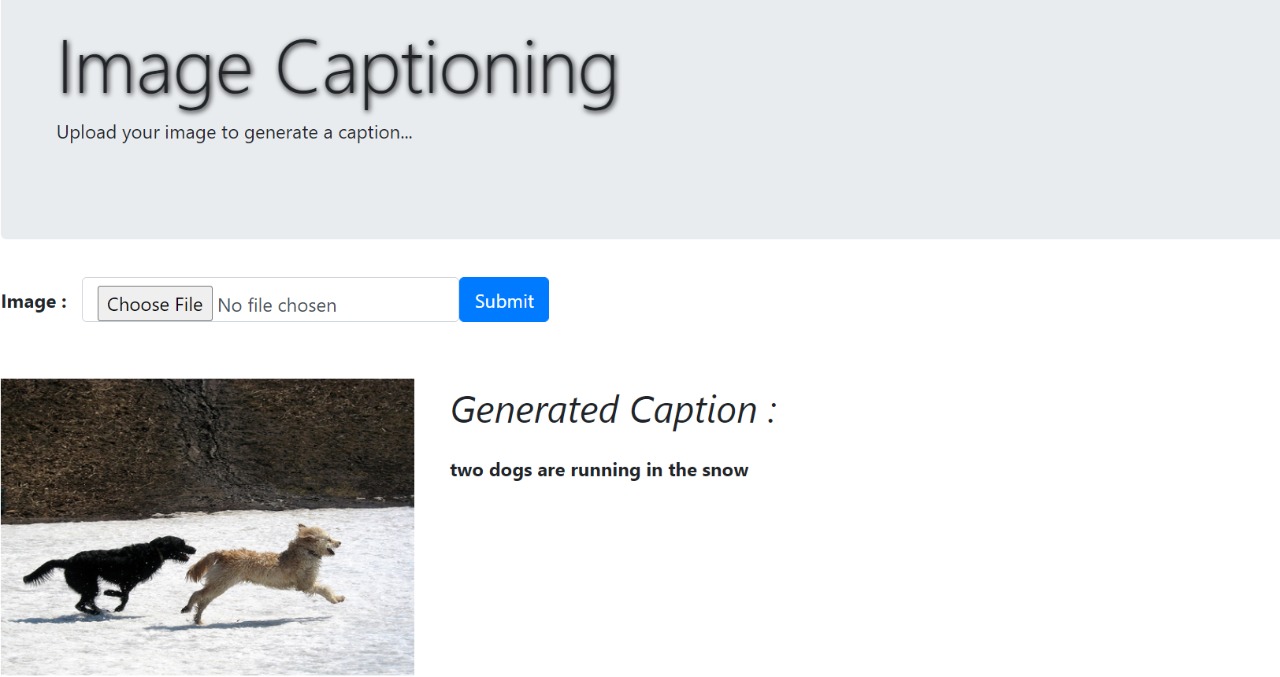 Image Captioning
Upload your image to generate a caption...
Image :
Choose File No file chosen
Submit
Generated Caption :
two dogs are running in the snow